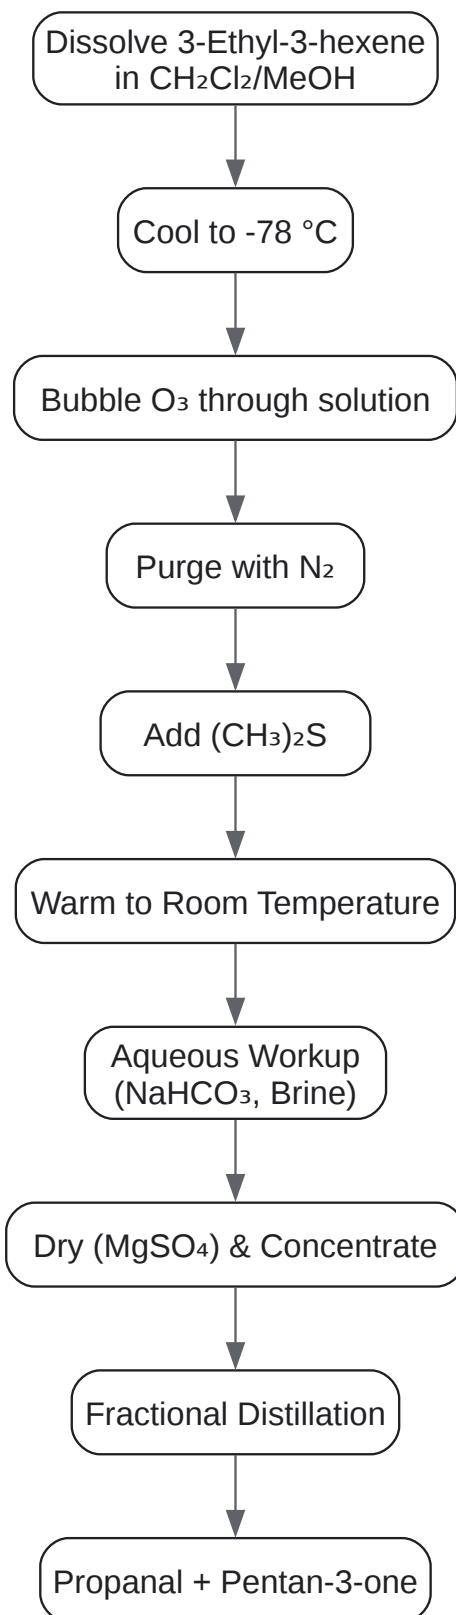 Dissolve 3-Ethyl-3-hexene
in CH₂Cl₂/MeOH
Cool to -78 °C
Bubble O₃ through solution
Purge with N₂
Add (CH₃)₂S
Warm to Room Temperature
Aqueous Workup
(NaHCO₃, Brine)
Dry (MgSO₄) & Concentrate
Fractional Distillation
Propanal + Pentan-3-one